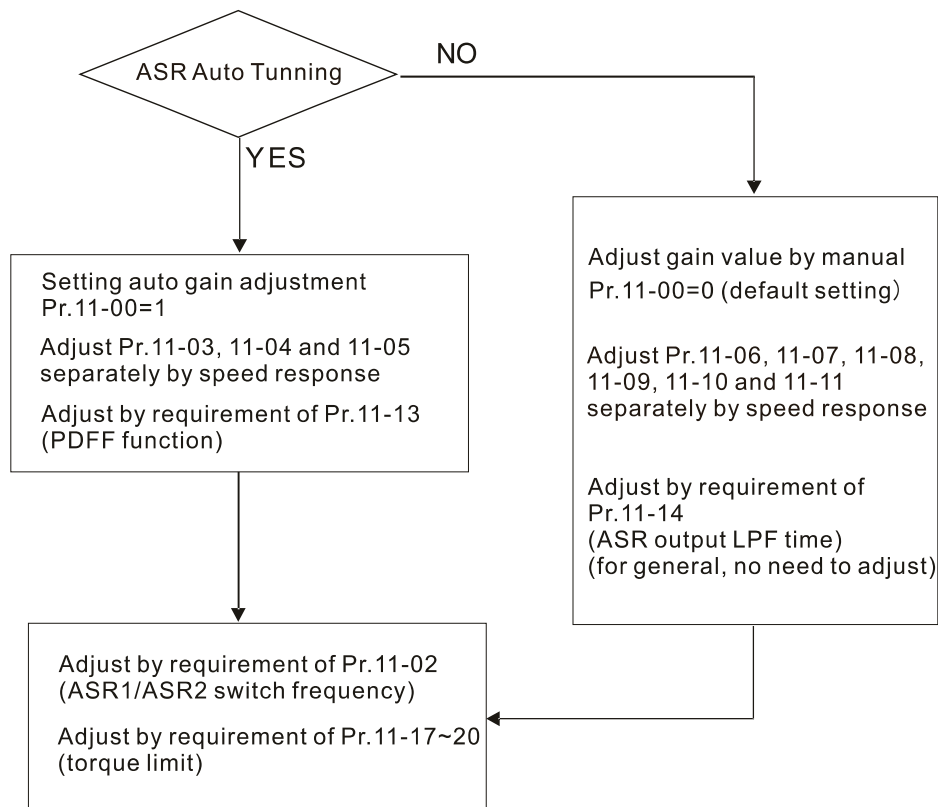 ASR Auto Tunning
NO
YES
Setting auto gain adjustment
Pr.11-00=1
Adjust Pr.11-03, 11-04 and 11-05
separately by speed response
Adjust by requirement of Pr.11-13
(PDFF function)
Adjust gain value by manual
Pr.11-00=0 (default setting)
Adjust Pr.11-06, 11-07, 11-08,
11-09, 11-10 and 11-11
separately by speed response
Adjust by requirement of
Pr.11-14
(ASR output LPF time)
(for general, no need to adjust)
Adjust by requirement of Pr.11-02
(ASR1/ASR2 switch frequency)
Adjust by requirement of Pr.11-17~20
(torque limit)